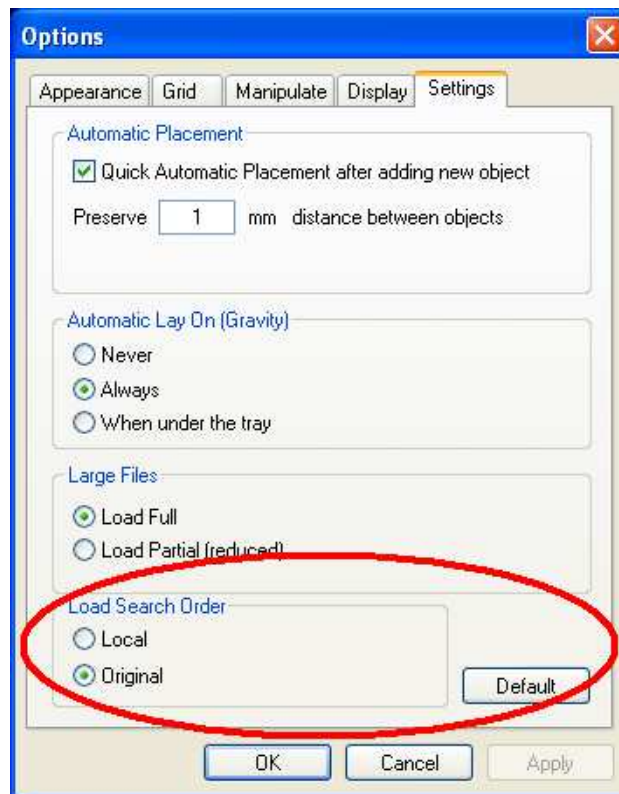 Options
Appearance Grid Manipulate Display Settings
Automatic Placement
Quick Automatic Placement after adding new object
Preserve 1 mm distance between objects
Automatic Lay On (Gravity)
Never
Always
When under the tray
Large Files
Load Full
Load Partial (reduced)
Load Search Order
Local
Original
Default
OK Cancel Apply